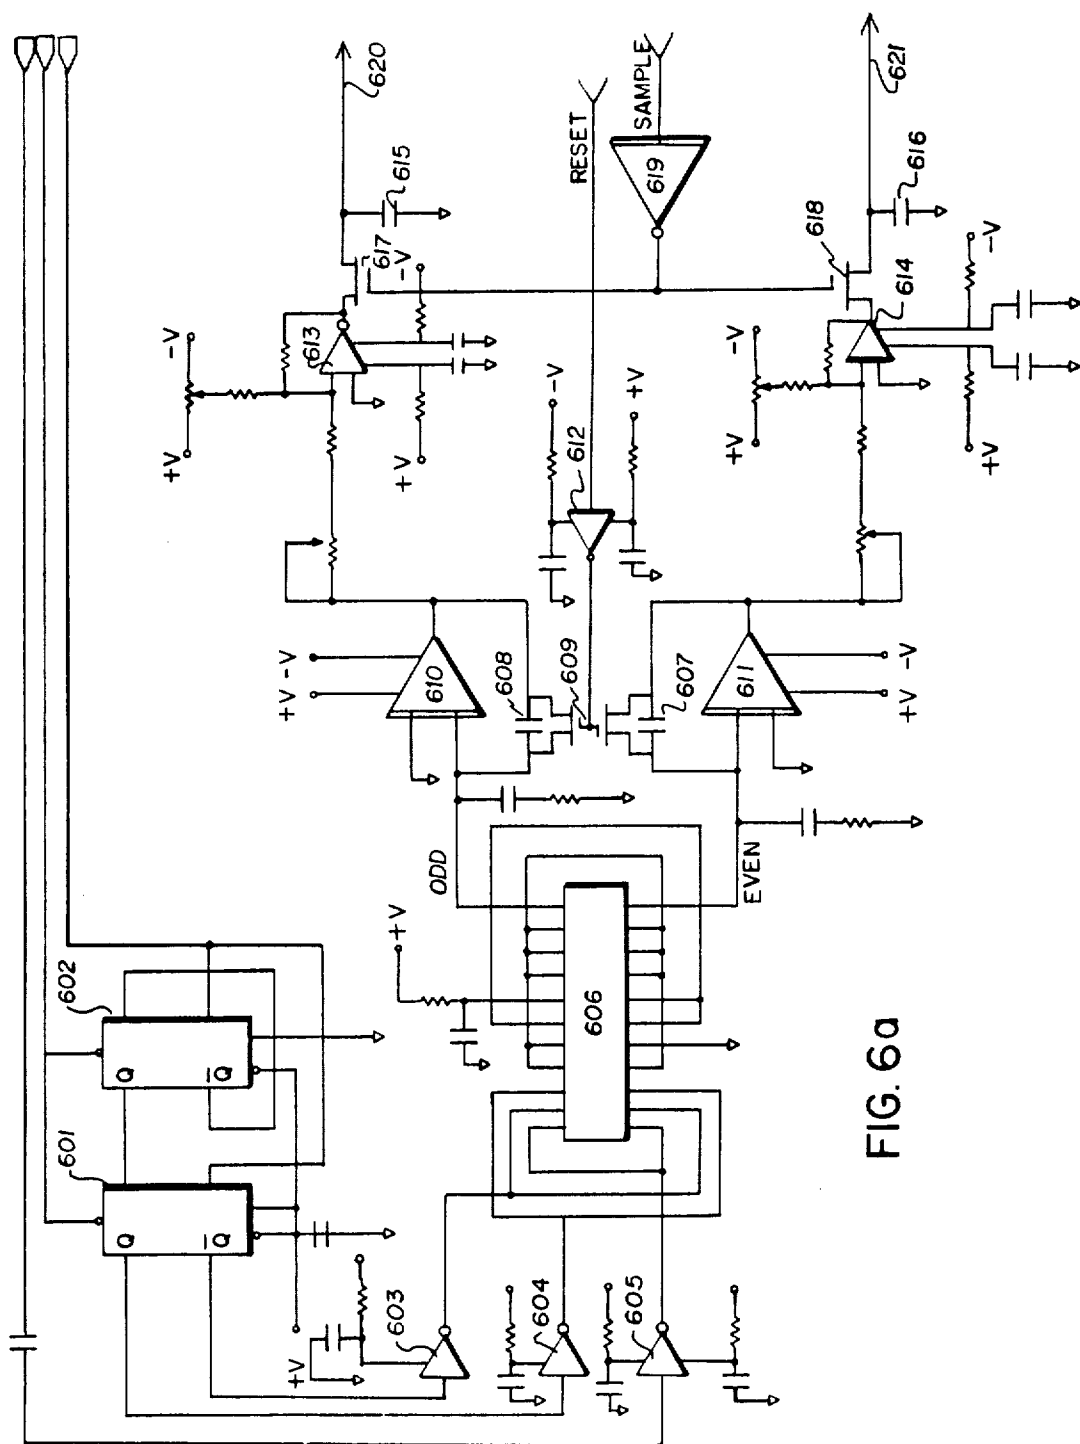 620
621
RESET
SAMPLE
619
615
616
617
618
-V
-V
613
614
-V
-V
+V
+V
+V
+V
-V
612
+V
-V
+V
610
608
609
607
611
-V
+V
ODD
EVEN
+V
602
Q
Q̅
606
601
Q
Q̅
+V
603
604
605
FIG. 6a